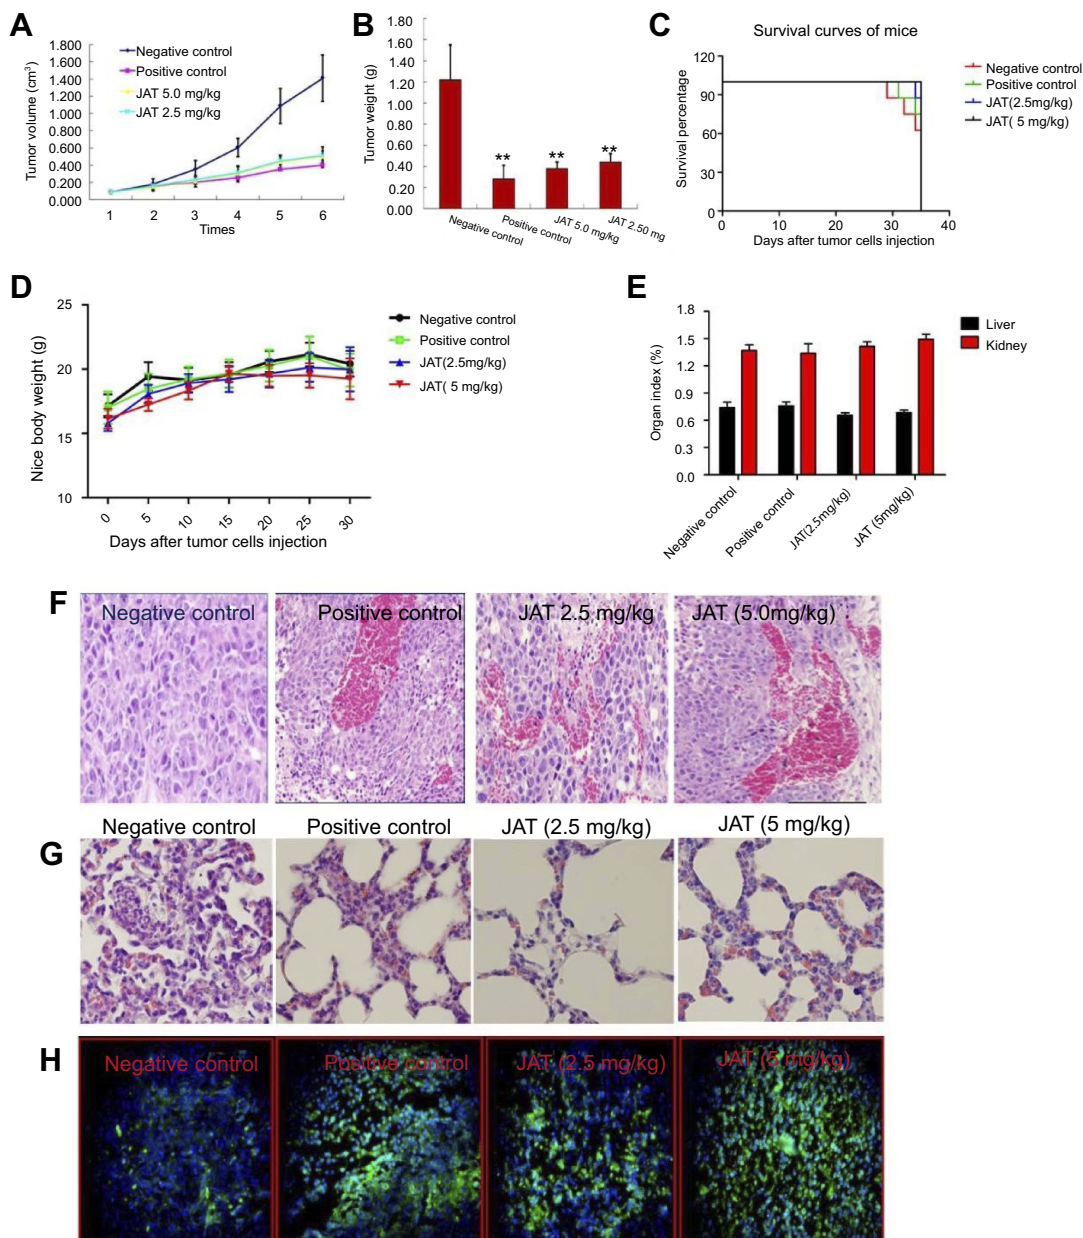 A
Tumor volume (cm³)
1.800
1.600
1.400
1.200
1.000
0.800
0.600
0.400
0.200
0.000
Negative control
Positive control
JAT 5.0 mg/kg
JAT 2.5 mg/kg
1 2 3 4 5 6
Times
B
Tumor weight (g)
1.80
1.60
1.40
1.20
1.00
0.80
0.60
0.40
0.20
0.00
** ** **
Negative control
Positive control
JAT 5.0 mg/kg
JAT 2.50 mg
C
Survival curves of mice
Survival percentage
120
90
60
30
0
0 10 20 30 40
Days after tumor cells injection
Negative control
Positive control
JAT(2.5mg/kg)
JAT( 5 mg/kg)
D
Nice body weight (g)
25
20
15
10
0 5 10 15 20 25 30
Days after tumor cells injection
Negative control
Positive control
JAT(2.5mg/kg)
JAT( 5 mg/kg)
E
Organ index (%)
1.8
1.5
1.2
0.9
0.6
0.3
0.0
Liver
Kidney
Negative control
Positive control
JAT(2.5mg/kg)
JAT (5mg/kg)
F
Negative control
Positive control
JAT 2.5 mg/kg
JAT (5.0mg/kg)
G
Negative control
Positive control
JAT (2.5 mg/kg)
JAT (5 mg/kg)
H
Negative control
Positive control
JAT (2.5 mg/kg)
JAT (5 mg/kg)